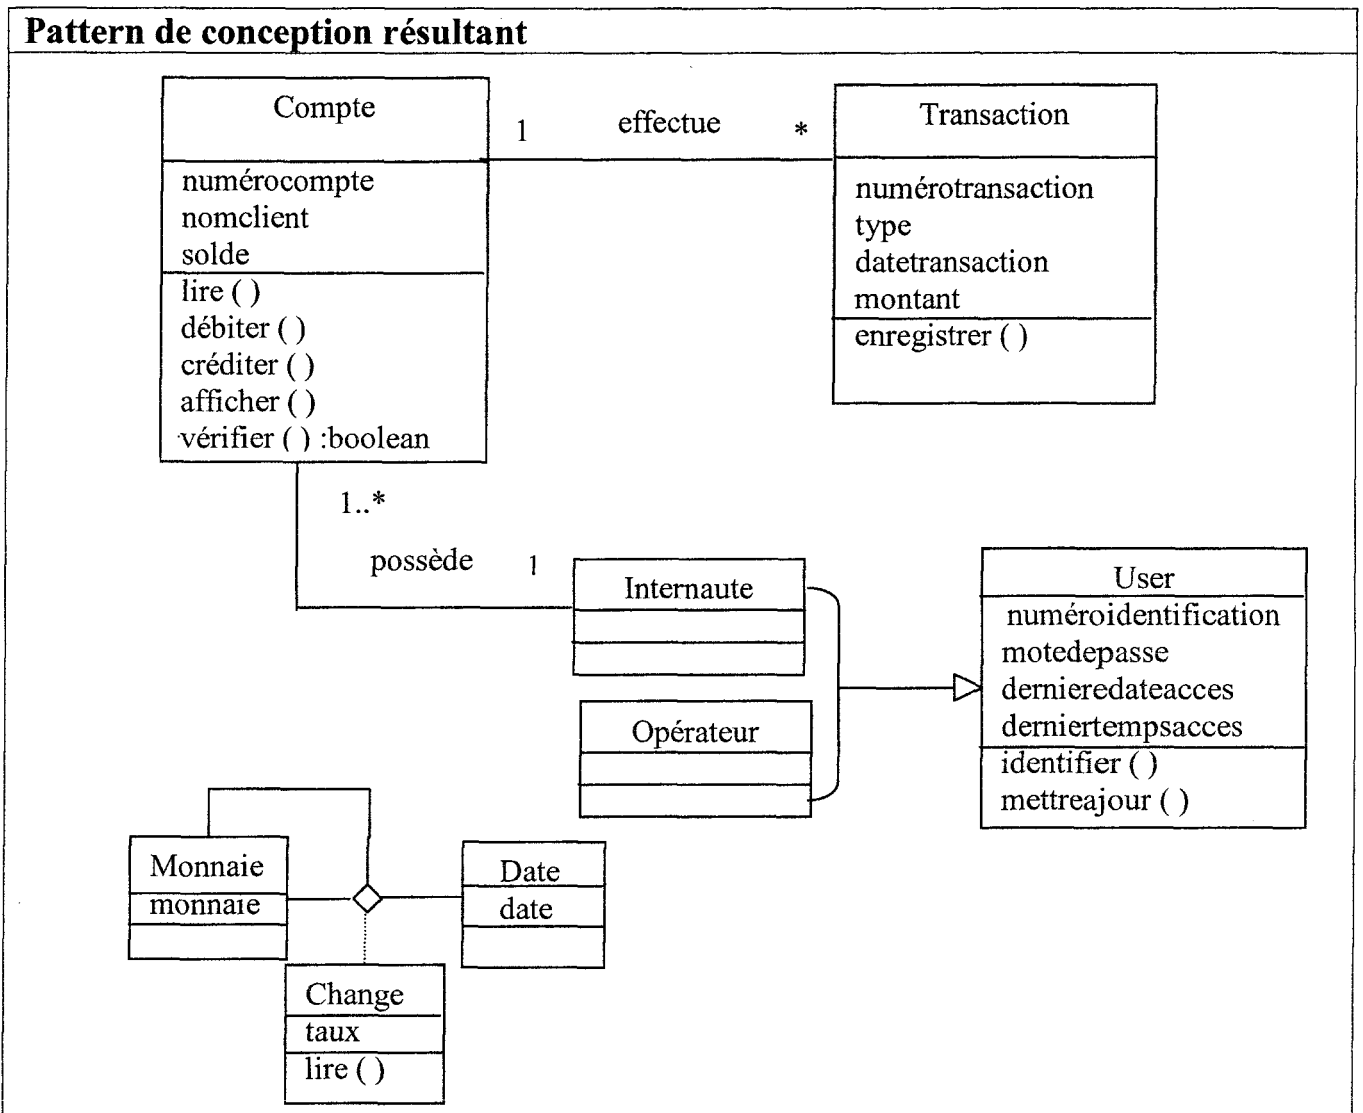 Pattern de conception résultant
Compte
numérocompte
nomclient
solde
lire ( )
débiter ( )
créditer ( )
afficher ( )
vérifier ( ) :boolean
1 effectue *
Transaction
numérotransaction
type
datetransaction
montant
enregistrer ( )
1..*
possède 1
Internaute
Opérateur
User
numéroidentification
motedepasse
dernieredateacces
derniertempsacces
identifier ( )
mettreajour ( )
Monnaie
monnaie
Date
date
Change
taux
lire ( )